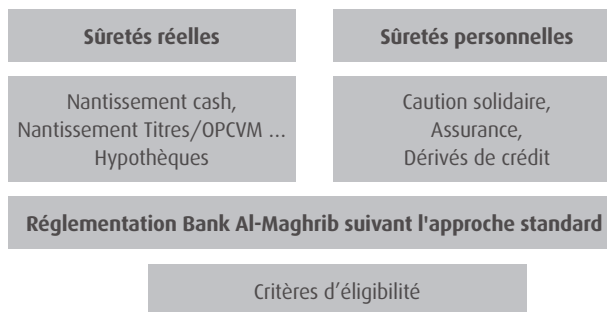 Sûretés réelles
Nantissement cash,
Nantissement Titres/OPCVM ...
Hypothèques
Sûretés personnelles
Caution solidaire,
Assurance,
Dérivés de crédit
Réglementation Bank Al-Maghrib suivant l'approche standard
Critères d’éligibilité